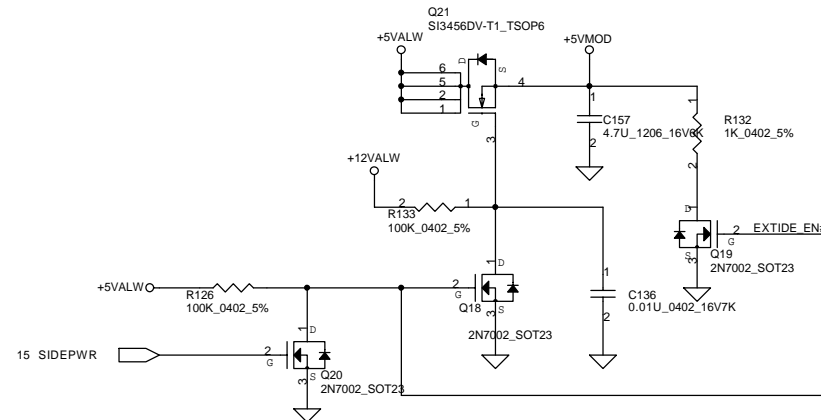 Q21
SI3456DV-T1_TSOP6
+5VALW
+5VMOD
D
S
6
5
2
1
4
G
3
1
C157
4.7U_1206_16V6K
2
1
R132
1K_0402_5%
2
+12VALW
2
1
R133
100K_0402_5%
1
D
2
G
EXTIDE_EN#
S
3
Q19
2N7002_SOT23
+5VALW
R126
100K_0402_5%
1
D
2
G
Q18
S
3
2N7002_SOT23
1
C136
0.01U_0402_16V7K
2
15 SIDEPWR
1
D
2
G
S
3
Q20
2N7002_SOT23